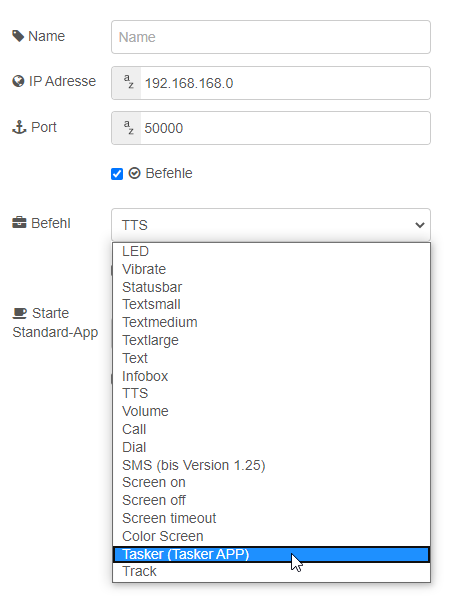 Name
Name
IP Adresse
az
192.168.168.0
Port
az
50000
Befehle
Befehl
TTS
LED
Vibrate
Statusbar
Textsmall
Textmedium
Textlarge
Text
Infobox
TTS
Volume
Call
Dial
SMS (bis Version 1.25)
Screen on
Screen off
Screen timeout
Color Screen
Tasker (Tasker APP)
Track
Starte
Standard-App